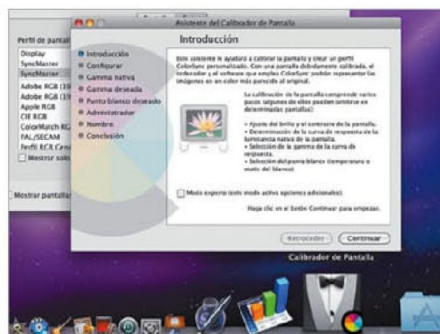 Asistente del Calibrador de Pantalla
Perfil de pantalla
Display
SyncMaster
SyncMaster
Adobe RGB (19
Adobe RGB (19
Apple RGB
CIE RGB
ColorMatch RG
PAL/SECAM
Perfil RGB Gené
Mostrar solo
Mostrar pantallas
Introducción
Configurar
Gamma nativa
Gamma deseada
Punto blanco deseado
Administrador
Nombre
Conclusión
Introducción
Este asistente le ayudará a calibrar la pantalla y crear un perfil
ColorSync personalizado. Con una pantalla debidamente calibrada, el
ordenador y el software que emplea ColorSync podrán representar las
imágenes en un color más parecido al original.
La calibración de la pantalla comprende varios
pasos (algunos de ellos pueden omitirse en
determinadas pantallas):
• Ajuste del brillo y el contraste de la pantalla.
• Determinación de la curva de respuesta de la
luminancia nativa de la pantalla.
• Selección de la gamma de la curva de
respuesta.
• Selección del punto blanco (temperatura o
matiz del blanco)
Modo experto (este modo activa opciones adicionales)
Haga clic en el botón Continuar para empezar.
Retroceder
Continuar
Calibrador de Pantalla